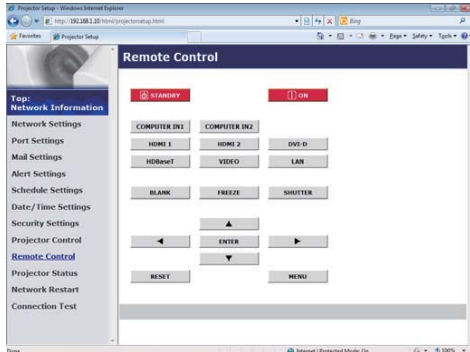 Projector Setup - Windows Internet Explorer
http://192.168.1.10/html/projectorsetup.html
Bing
Favorites Projector Setup Page Safety Tools
Remote Control
STANDBY ON
Top:
Network Information
Network Settings
Port Settings
Mail Settings
Alert Settings
Schedule Settings
Date/Time Settings
Security Settings
Projector Control
Remote Control
Projector Status
Network Restart
Connection Test
COMPUTER IN1 COMPUTER IN2
HDMI 1 HDMI 2 DVI-D
HDBaseT VIDEO LAN
BLANK FREEZE SHUTTER
ENTER
RESET MENU
Done Internet | Protected Mode: On 100%